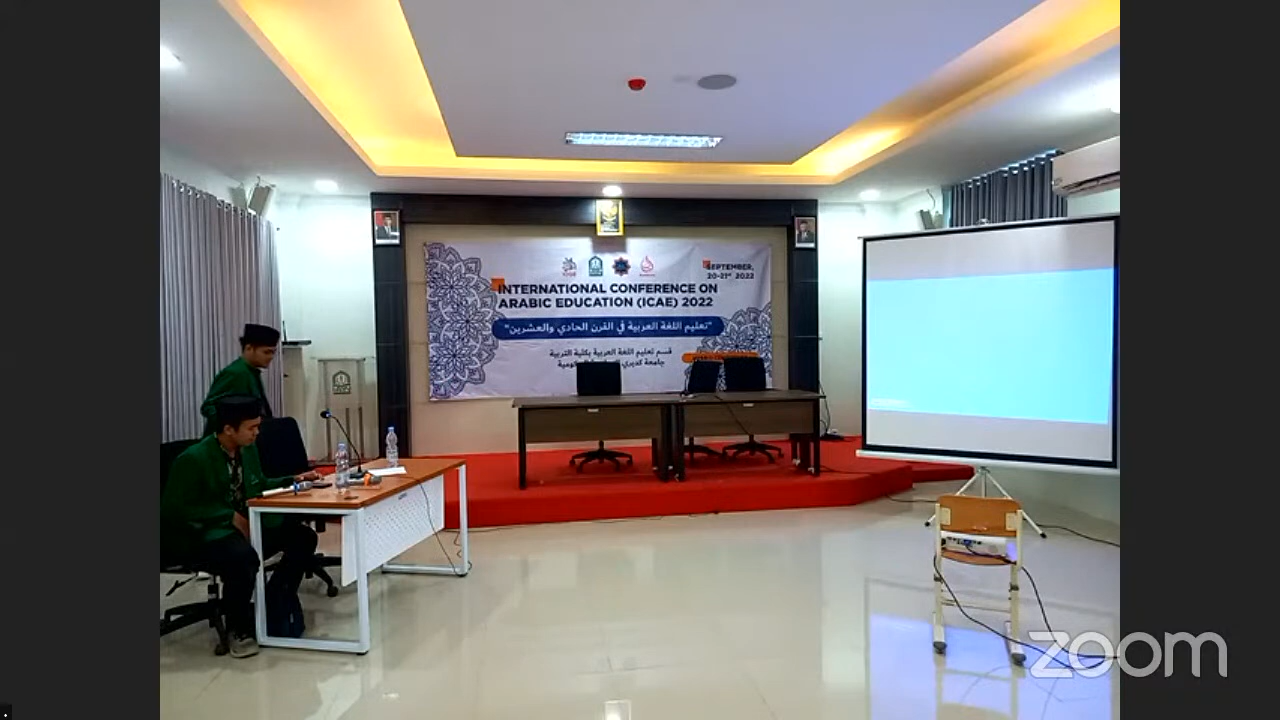 SEPTEMBER,
20-21st 2022
INTERNATIONAL CONFERENCE ON
ARABIC EDUCATION (ICAE) 2022
"تعليم اللغة العربية في القرن الحادي والعشرين"
قسم تعليم اللغة العربية بكلية التربية
جامعة كديري
zoom